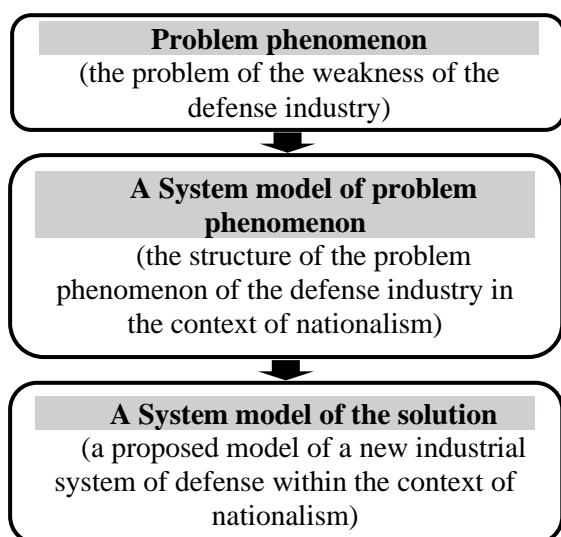 Problem phenomenon
(the problem of the weakness of the
defense industry)
A System model of problem
phenomenon
(the structure of the problem
phenomenon of the defense industry in
the context of nationalism)
A System model of the solution
(a proposed model of a new industrial
system of defense within the context of
nationalism)